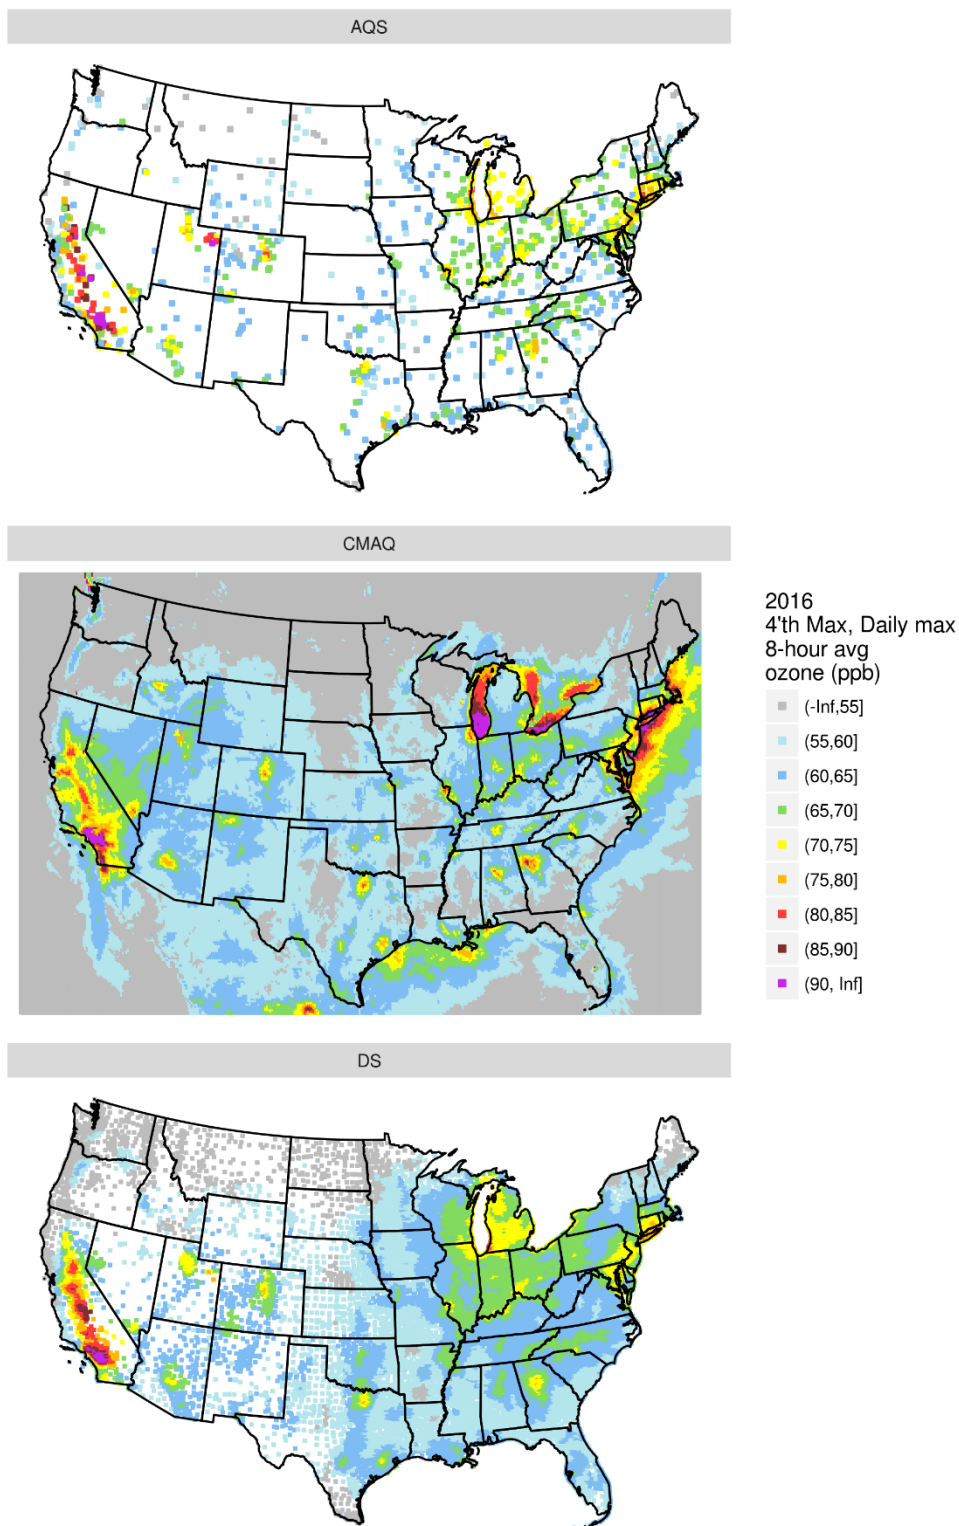 AQS
CMAQ
2016
4'th Max, Daily max
8-hour avg
ozone (ppb)
(-Inf,55]
(55,60]
(60,65]
(65,70]
(70,75]
(75,80]
(80,85]
(85,90]
(90, Inf]
DS